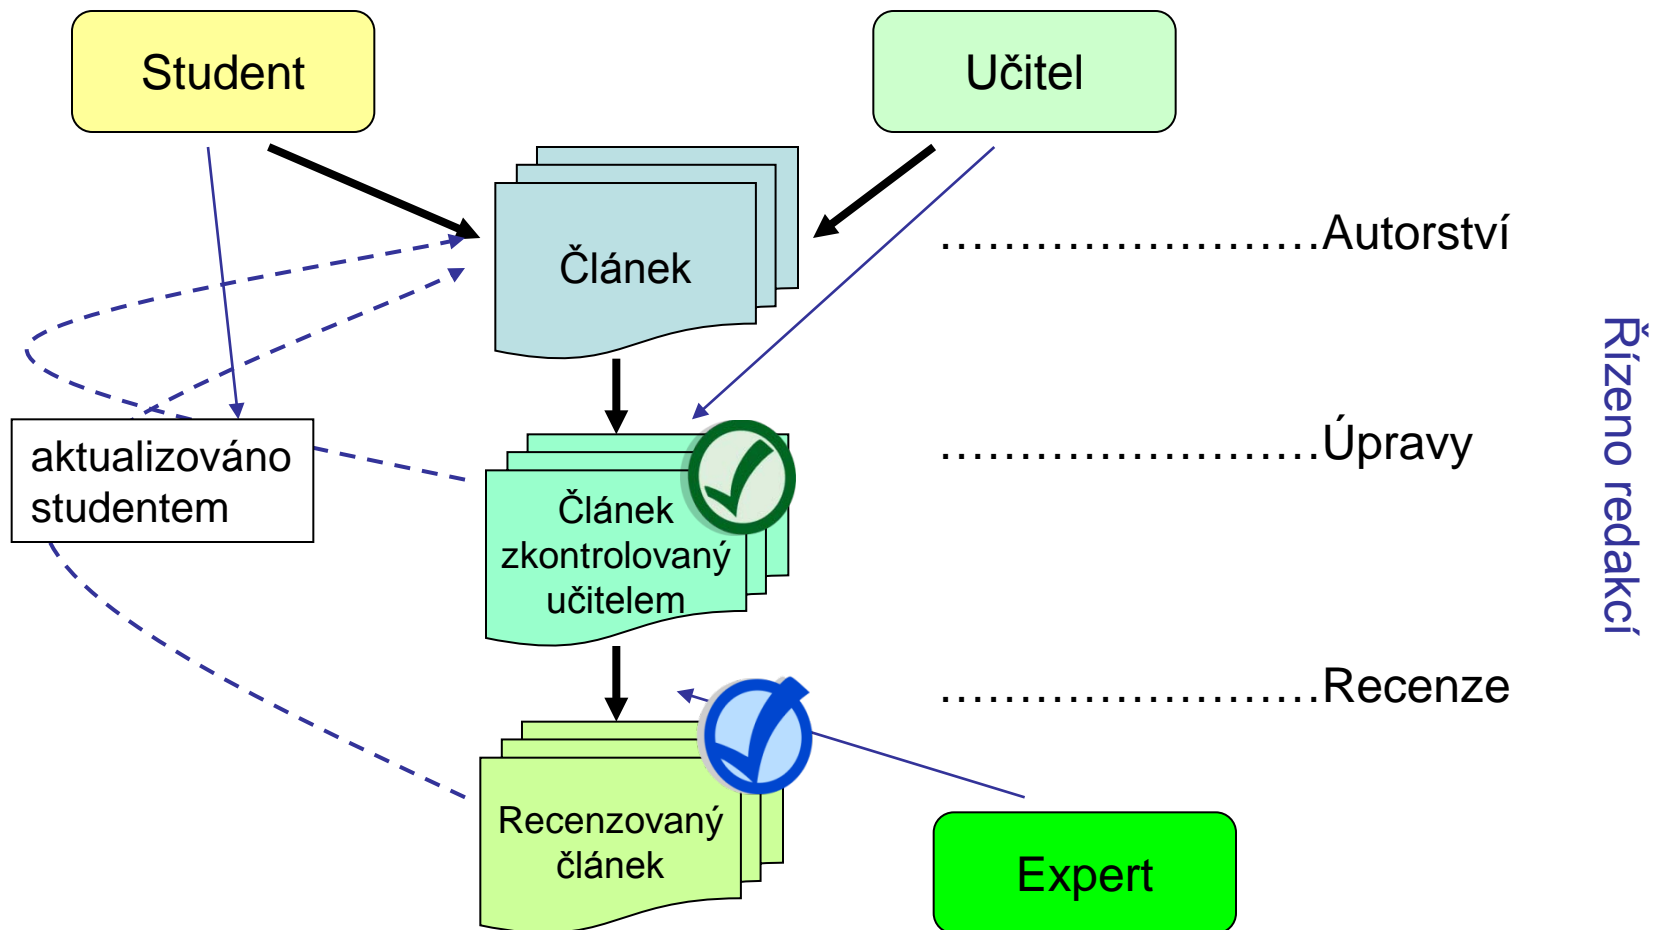 Student
Učitel
Článek
……………………Autorství
aktualizováno
studentem
……………………Úpravy
Článek
zkontrolovaný
učitelem
……………………Recenze
Recenzovaný
článek
Expert
Řízeno redakcí